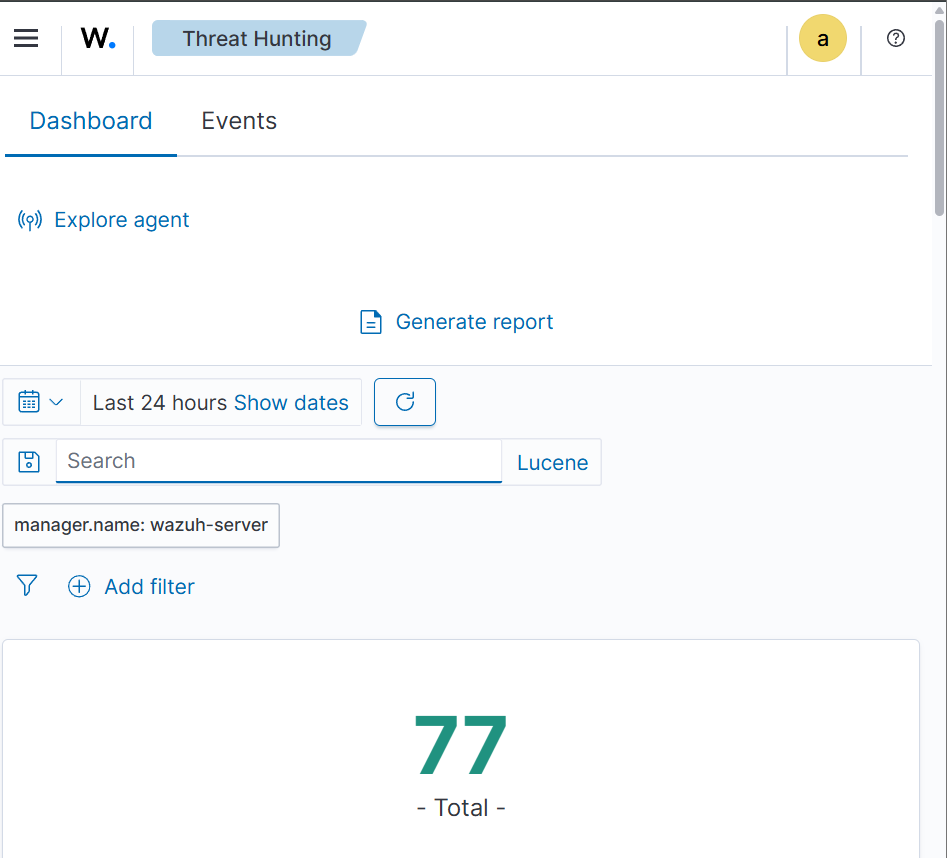 W. Threat Hunting a
Dashboard Events
Explore agent
Generate report
Last 24 hours Show dates
Search Lucene
manager.name: wazuh-server
Add filter
77
- Total -